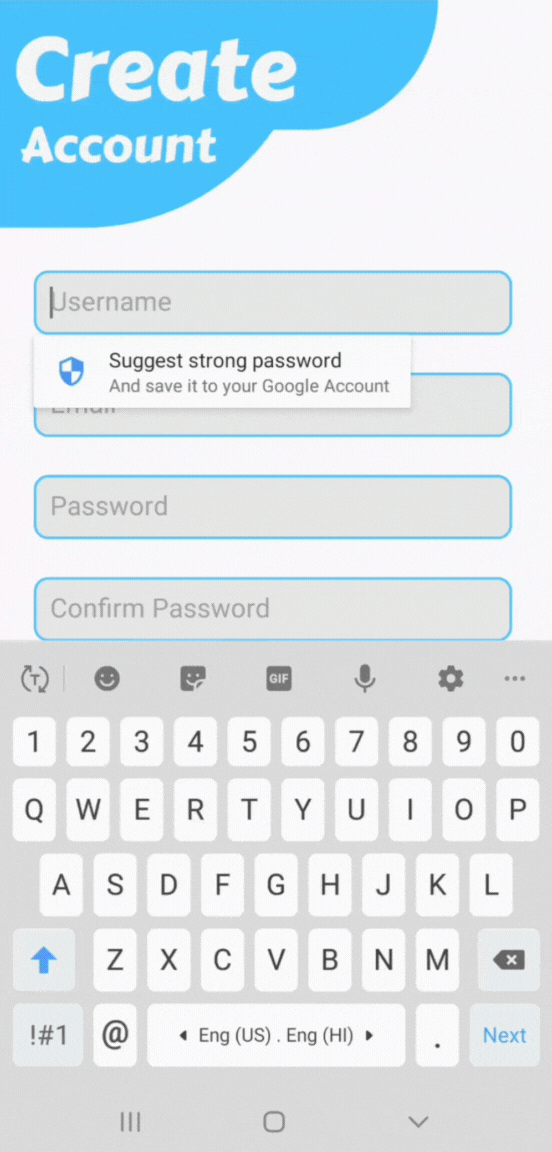 Create
Account
Username
Suggest strong password
And save it to your Google Account
Email
Password
Confirm Password
T GIF
1 2 3 4 5 6 7 8 9 0
Q W E R T Y U I O P
A S D F G H J K L
Z X C V B N M
!#1 @ Eng (US) . Eng (HI) . Next